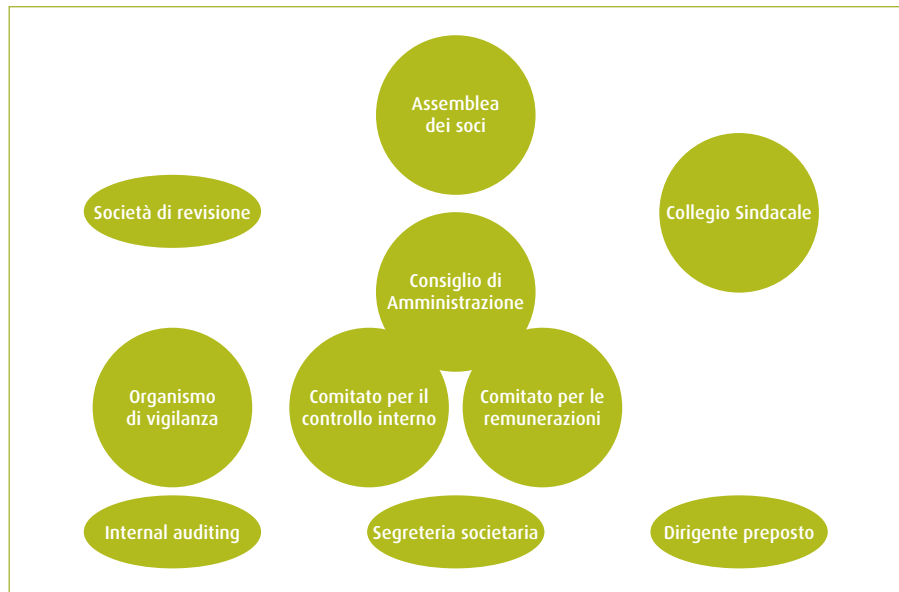 Assemblea
dei soci
Società di revisione
Collegio Sindacale
Consiglio di
Amministrazione
Organismo
di vigilanza
Comitato per il
controllo interno
Comitato per le
remunerazioni
Internal auditing
Segreteria societaria
Dirigente preposto